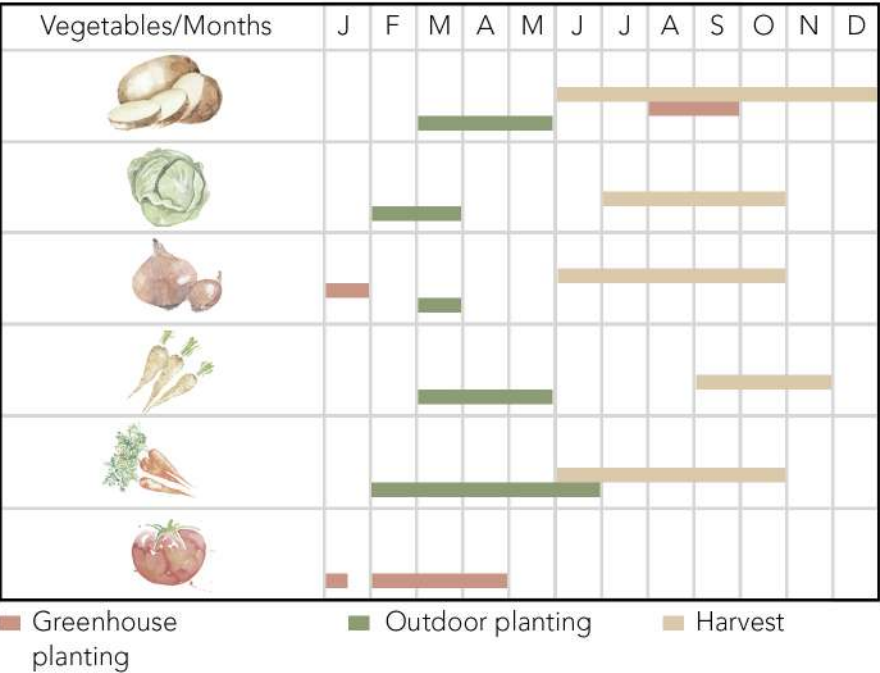 Vegetables/Months J F M A M J J A S O N D
Greenhouse planting
Outdoor planting
Harvest